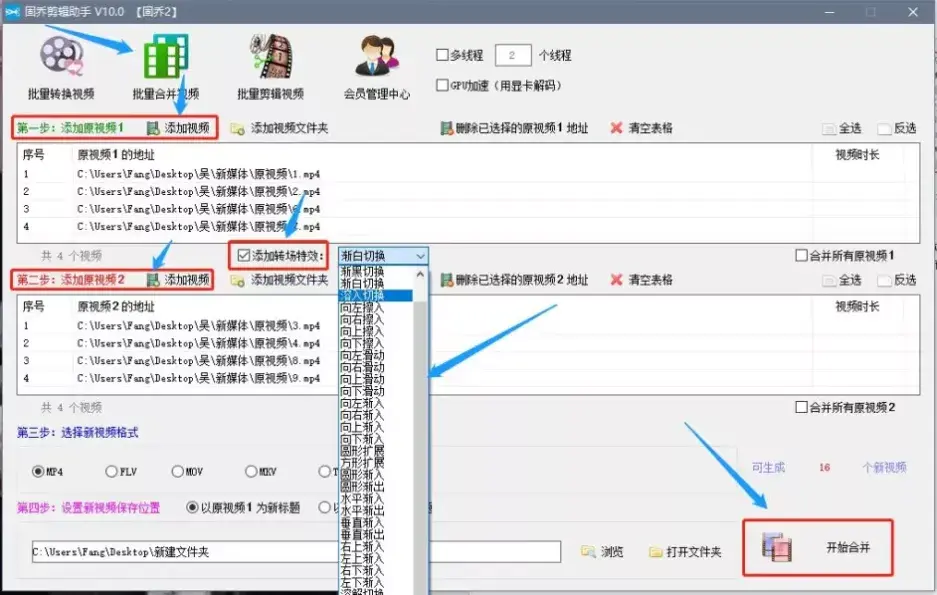 固乔剪辑助手 V10.0 【固乔2】
批量转换视频 批量合并视频 批量剪辑视频 会员管理中心
多线程 2 个线程
GPU加速（用显卡解码）
第一步：添加原视频1 添加视频 添加视频文件夹 删除已选择的原视频1 地址 清空表格 全选 反选
序号 原视频1 的地址 视频时长
1 C:\Users\Fang\Desktop\吴\新媒体\原视频\1.mp4
2 C:\Users\Fang\Desktop\吴\新媒体\原视频\2.mp4
3 C:\Users\Fang\Desktop\吴\新媒体\原视频\ .mp4
4 C:\Users\Fang\Desktop\吴\新媒体\原视频\ .mp4
共 4 个视频 添加转场特效： 渐白切换 合并所有原视频1
第二步：添加原视频2 添加视频 添加视频文件夹 删除已选择的原视频2 地址 清空表格 全选 反选
序号 原视频2 的地址 视频时长
1 C:\Users\Fang\Desktop\吴\新媒体\原视频\3.mp4
2 C:\Users\Fang\Desktop\吴\新媒体\原视频\4.mp4
3 C:\Users\Fang\Desktop\吴\新媒体\原视频\8.mp4
4 C:\Users\Fang\Desktop\吴\新媒体\原视频\9.mp4
共 4 个视频 合并所有原视频2
渐黑切换
渐白切换
溶入切换
向左擦入
向右擦入
向上擦入
向下擦入
向左滑动
向右滑动
向上滑动
向下滑动
向左渐入
向右渐入
向上渐入
向下渐入
圆形扩展
方形扩展
圆形渐入
圆形渐出
水平渐入
水平渐出
垂直渐入
垂直渐出
右上渐入
左上渐入
右下渐入
左下渐入
溶解切换
第三步：选择新视频格式
MP4 FLV MOV MKV
可生成 16 个新视频
第四步：设置新视频保存位置 以原视频1 为新标题
C:\Users\Fang\Desktop\新建文件夹 浏览 打开文件夹 开始合并